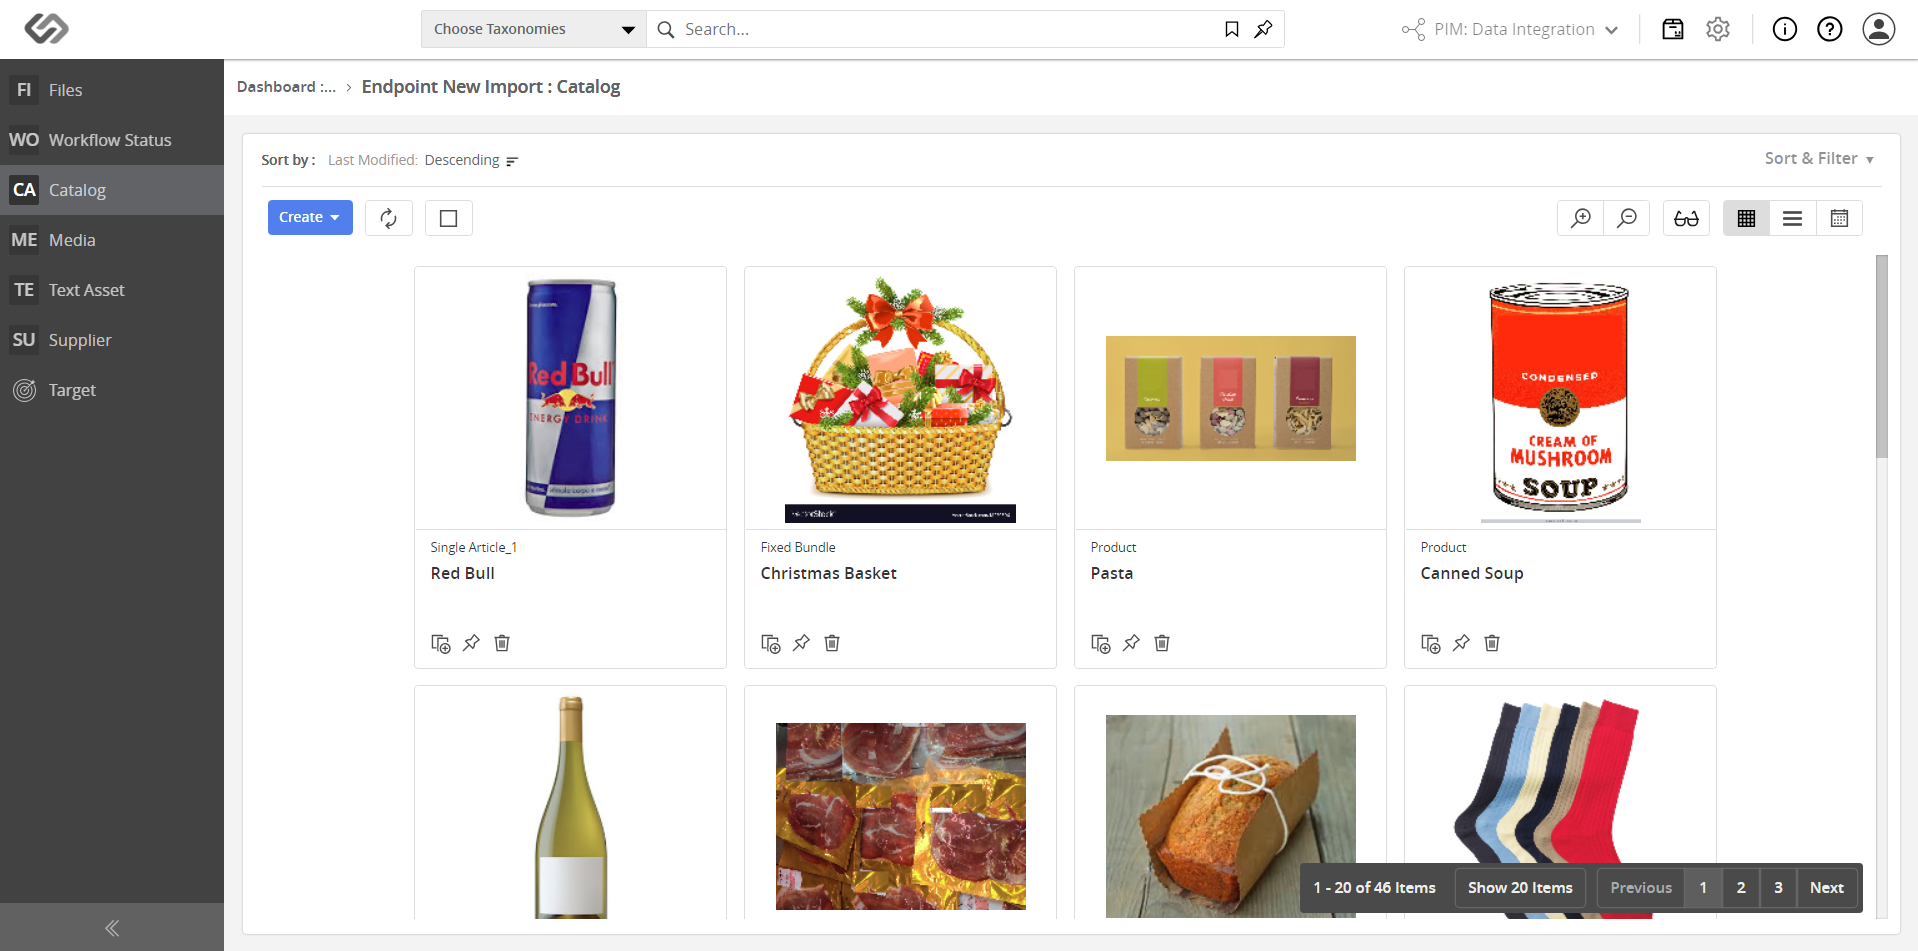 Choose Taxonomies
Search...
PIM: Data Integration
FI Files
WO Workflow Status
CA Catalog
ME Media
TE Text Asset
SU Supplier
Target
Dashboard :... › Endpoint New Import : Catalog
Sort by : Last Modified: Descending
Sort & Filter
Create
Red Bull
ENERGY DRINK
CONDENSED
CREAM OF
MUSHROOM
SOUP
Single Article_1
Red Bull
Fixed Bundle
Christmas Basket
Product
Pasta
Product
Canned Soup
1 - 20 of 46 Items
Show 20 Items
Previous 1 2 3 Next